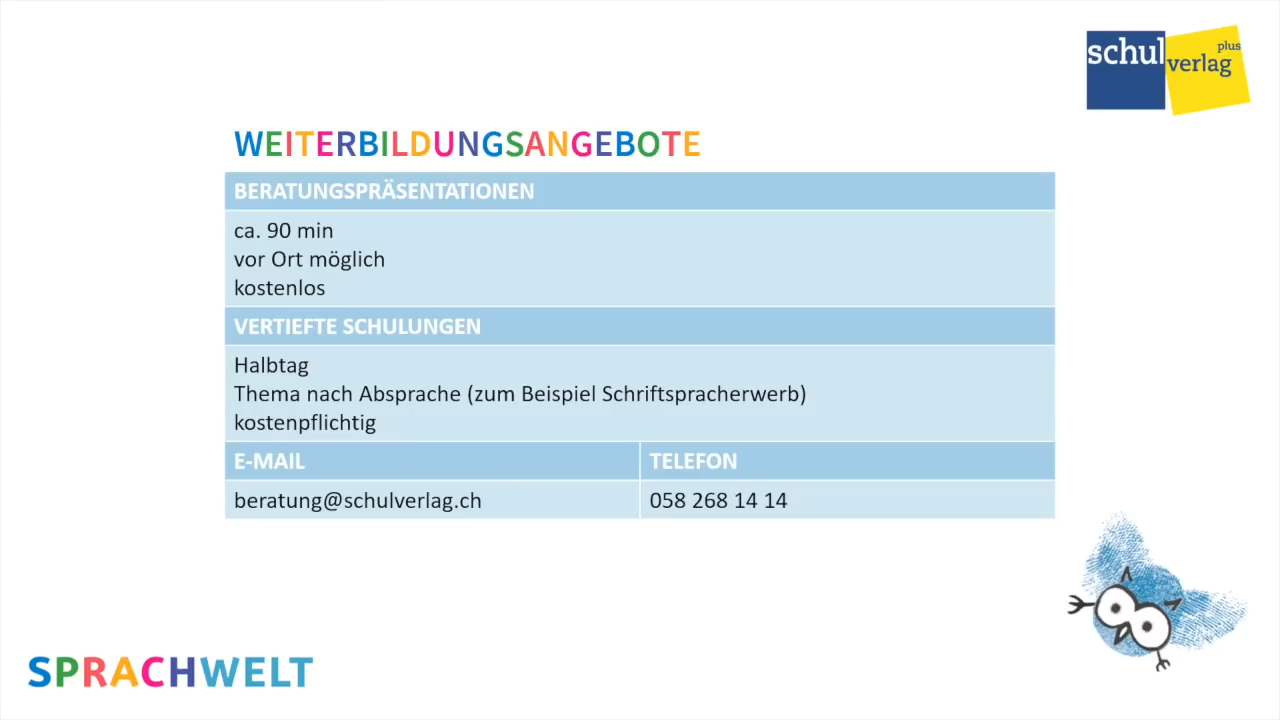 schul
plus
verlag
WEITERBILDUNGSANGEBOTE
BERATUNGSPRÄSENTATIONEN
ca. 90 min
vor Ort möglich
kostenlos
VERTIEFTE SCHULUNGEN
Halbtag
Thema nach Absprache (zum Beispiel Schriftspracherwerb)
kostenpflichtig
E-MAIL
TELEFON
beratung@schulverlag.ch
058 268 14 14
SPRACHWELT